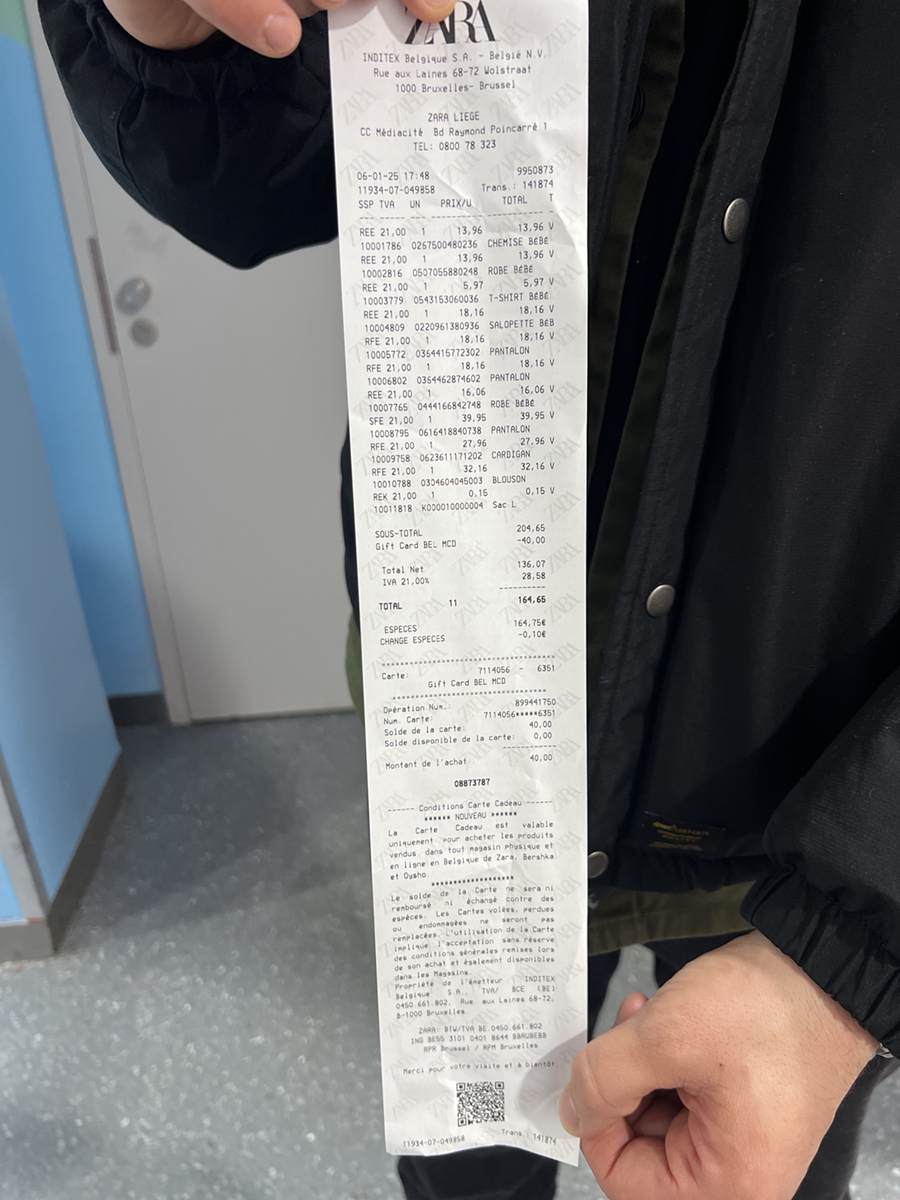 ZARA
INDITEX Belgique S.A. - België N.V.
Rue aux Laines 68-72 Wolstraat
1000 Bruxelles- Brussel
ZARA LIEGE
CC Médiacité Bd Raymond Poincarré 1
TEL: 0800 78 323
06-01-25 17:48 9950873
11934-07-049858 Trans.: 141874
SSP TVA UN PRIX/U TOTAL T
REE 21,00 1 13,96 13,96 V
10001786 0267500480236 CHEMISE BéBé
REE 21,00 1 13,96 13,96 V
10002816 0507055880248 ROBE BéBé
REE 21,00 1 5,97 5,97 V
10003779 0543153060036 T-SHIRT BéBé
REE 21,00 1 18,16 18,16 V
10004809 0220961380936 SALOPETTE BéB
RFE 21,00 1 18,16 18,16 V
10005772 0364415772302 PANTALON
RFE 21,00 1 18,16 18,16 V
10006802 0364462874602 PANTALON
REE 21,00 1 16,06 16,06 V
10007765 0444166842748 ROBE BéBé
SFE 21,00 1 39,95 39,95 V
10008795 0616418840738 PANTALON
RFE 21,00 1 27,96 27,96 V
10009758 0623611171202 CARDIGAN
RFE 21,00 1 32,16 32,16 V
10010788 0304604045003 BLOUSON
REK 21,00 1 0,15 0,15 V
10011818 K000010000004 Sac L
SOUS-TOTAL 204,65
Gift Card BEL MCD -40,00
Total Net 136,07
IVA 21,00% 28,58
TOTAL 11 164,65
ESPECES 164,75€
CHANGE ESPECES -0,10€
Carte: 7114056 - 6351
Gift Card BEL MCD
Opération Num.: 899441750
Num. Carte: 7114056*****6351
Solde de la carte: 40,00
Solde disponible de la carte: 0,00
Montant de l'achat: 40,00
08873787
------ Conditions Carte Cadeau ------
****** NOUVEAU ******
La Carte Cadeau est valable
uniquement pour acheter les produits
vendus dans tout magasin physique et
en ligne en Belgique de Zara, Bershka
et Oysho.
Le solde de la Carte ne sera ni
remboursé ni échangé contre des
espèces. Les Cartes volées, perdues
ou endommagées ne seront pas
remplacées. L'utilisation de la Carte
implique l'acceptation sans réserve
des conditions générales remises lors
de son achat et également disponibles
dans les Magasins.
Propriété de l'émetteur : INDITEX
Belgique S.A., TVA/ BCE (BE)
0450.661.802, Rue aux Laines 68-72,
B-1000 Bruxelles.
ZARA: BTW/TVA BE.0450.661.802
ING BE55 3101 0401 8644 BBRUBEBB
RPR Brussel / RPM Bruxelles
Merci pour votre visite et à bientôt.
11934-07-049858 Trans.: 141874